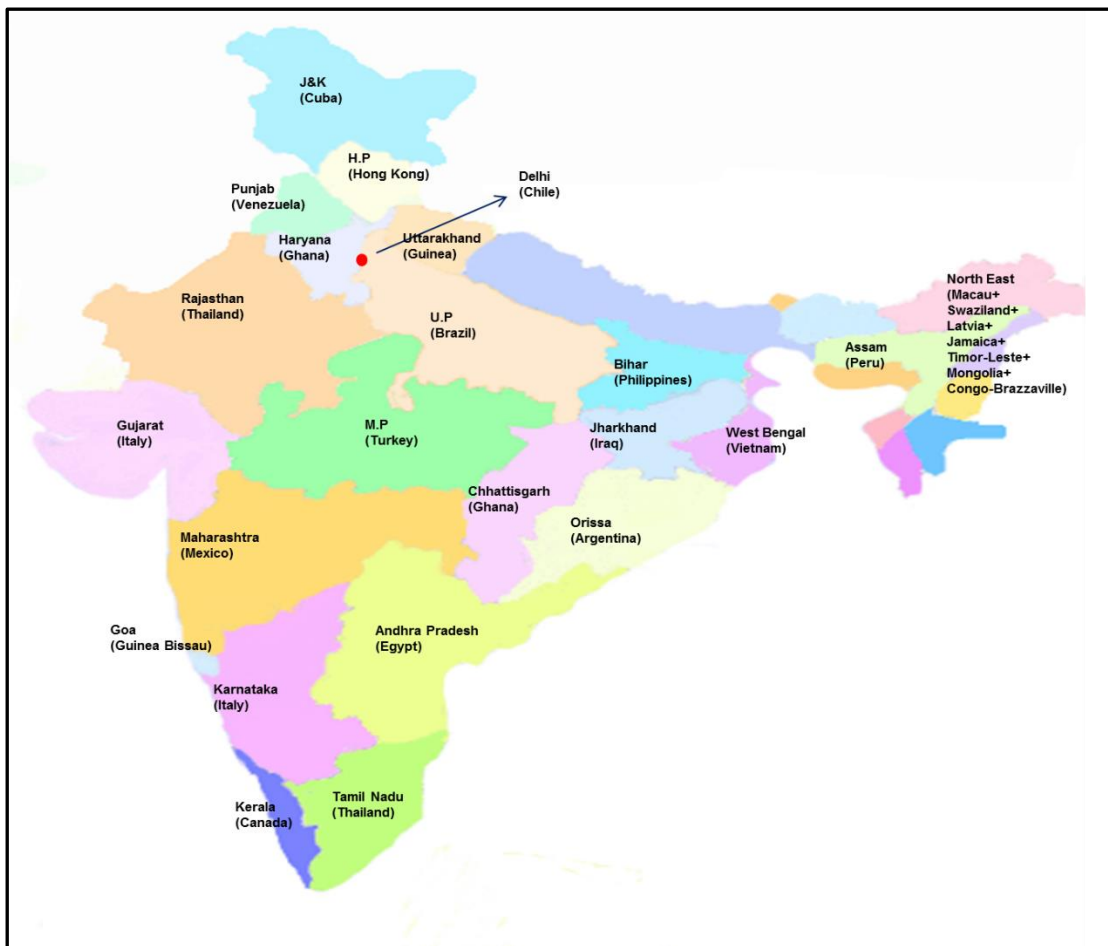 J&K
(Cuba)
H.P
(Hong Kong)
Delhi
(Chile)
Punjab
(Venezuela)
Haryana
(Ghana)
Uttarakhand
(Guinea)
Rajasthan
(Thailand)
U.P
(Brazil)
North East
(Macau+
Swaziland+
Latvia+
Jamaica+
Timor-Leste+
Mongolia+
Congo-Brazzaville)
Assam
(Peru)
Bihar
(Philippines)
Gujarat
(Italy)
M.P
(Turkey)
Jharkhand
(Iraq)
West Bengal
(Vietnam)
Chhattisgarh
(Ghana)
Orissa
(Argentina)
Maharashtra
(Mexico)
Goa
(Guinea Bissau)
Andhra Pradesh
(Egypt)
Karnataka
(Italy)
Kerala
(Canada)
Tamil Nadu
(Thailand)